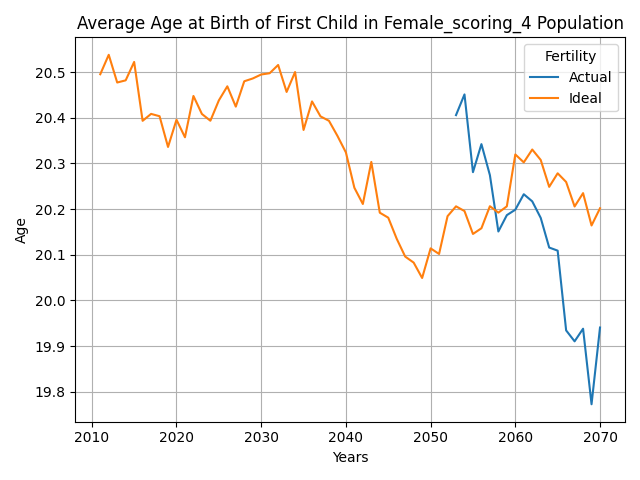 Average Age at Birth of First Child in Female_scoring_4 Population
Fertility
Actual
Ideal
Age
20.5
20.4
20.3
20.2
20.1
20.0
19.9
19.8
2010 2020 2030 2040 2050 2060 2070
Years